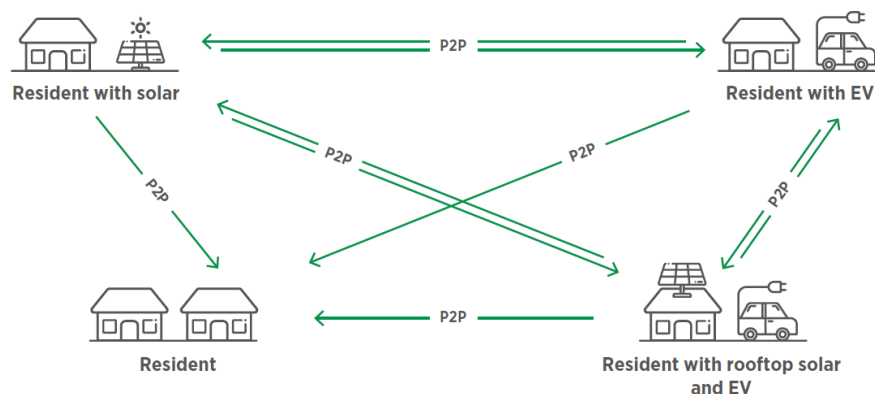 P2P
Resident with solar
Resident with EV
P2P
P2P
P2P
P2P
P2P
Resident
Resident with rooftop solar
and EV